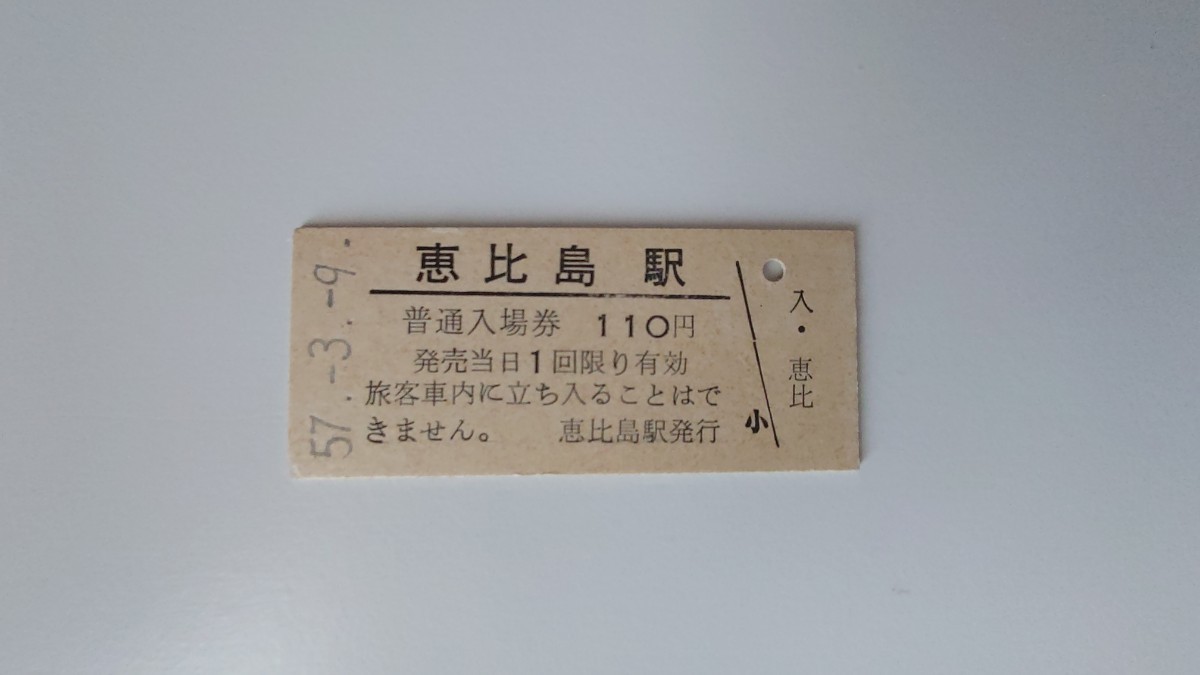 恵比島駅
普通入場券 110円
発売当日1回限り有効
旅客車内に立ち入ることはで
きません。 恵比島駅発行
小
入・恵比
57.-3.-9.